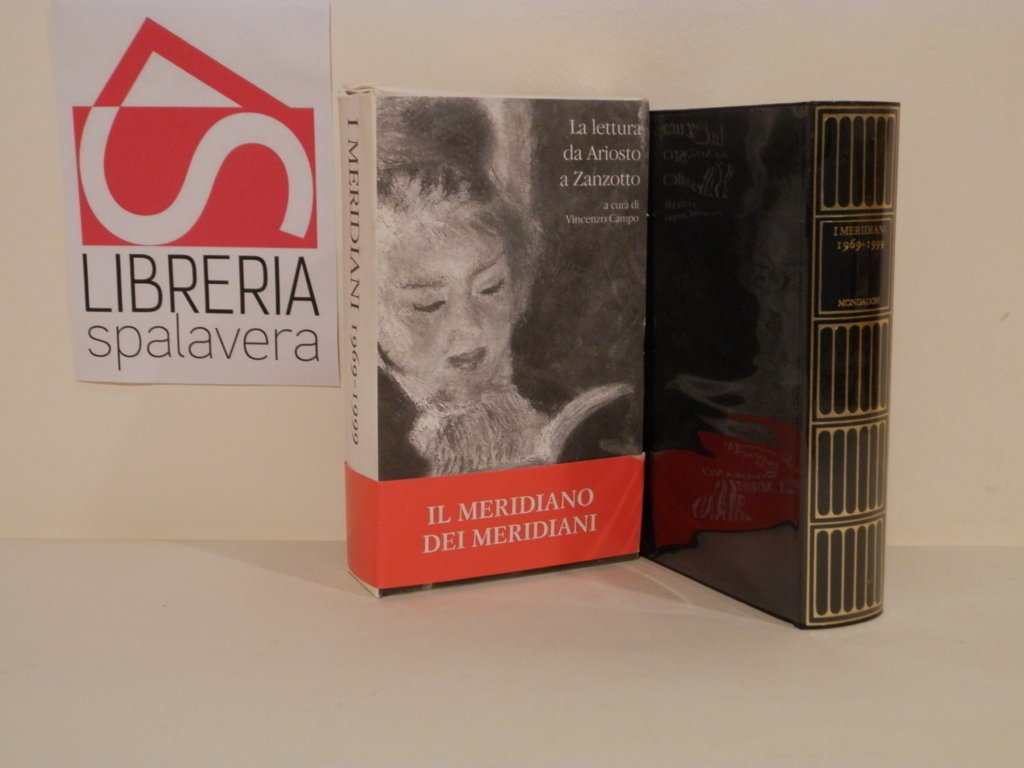 LIBRERIA
spalavera
I MERIDIANI 1969-1999
La lettura
da Ariosto
a Zanzotto
a cura di
Vincenzo Campo
IL MERIDIANO
DEI MERIDIANI
I MERIDIANI
1969-1999
MONDADORI